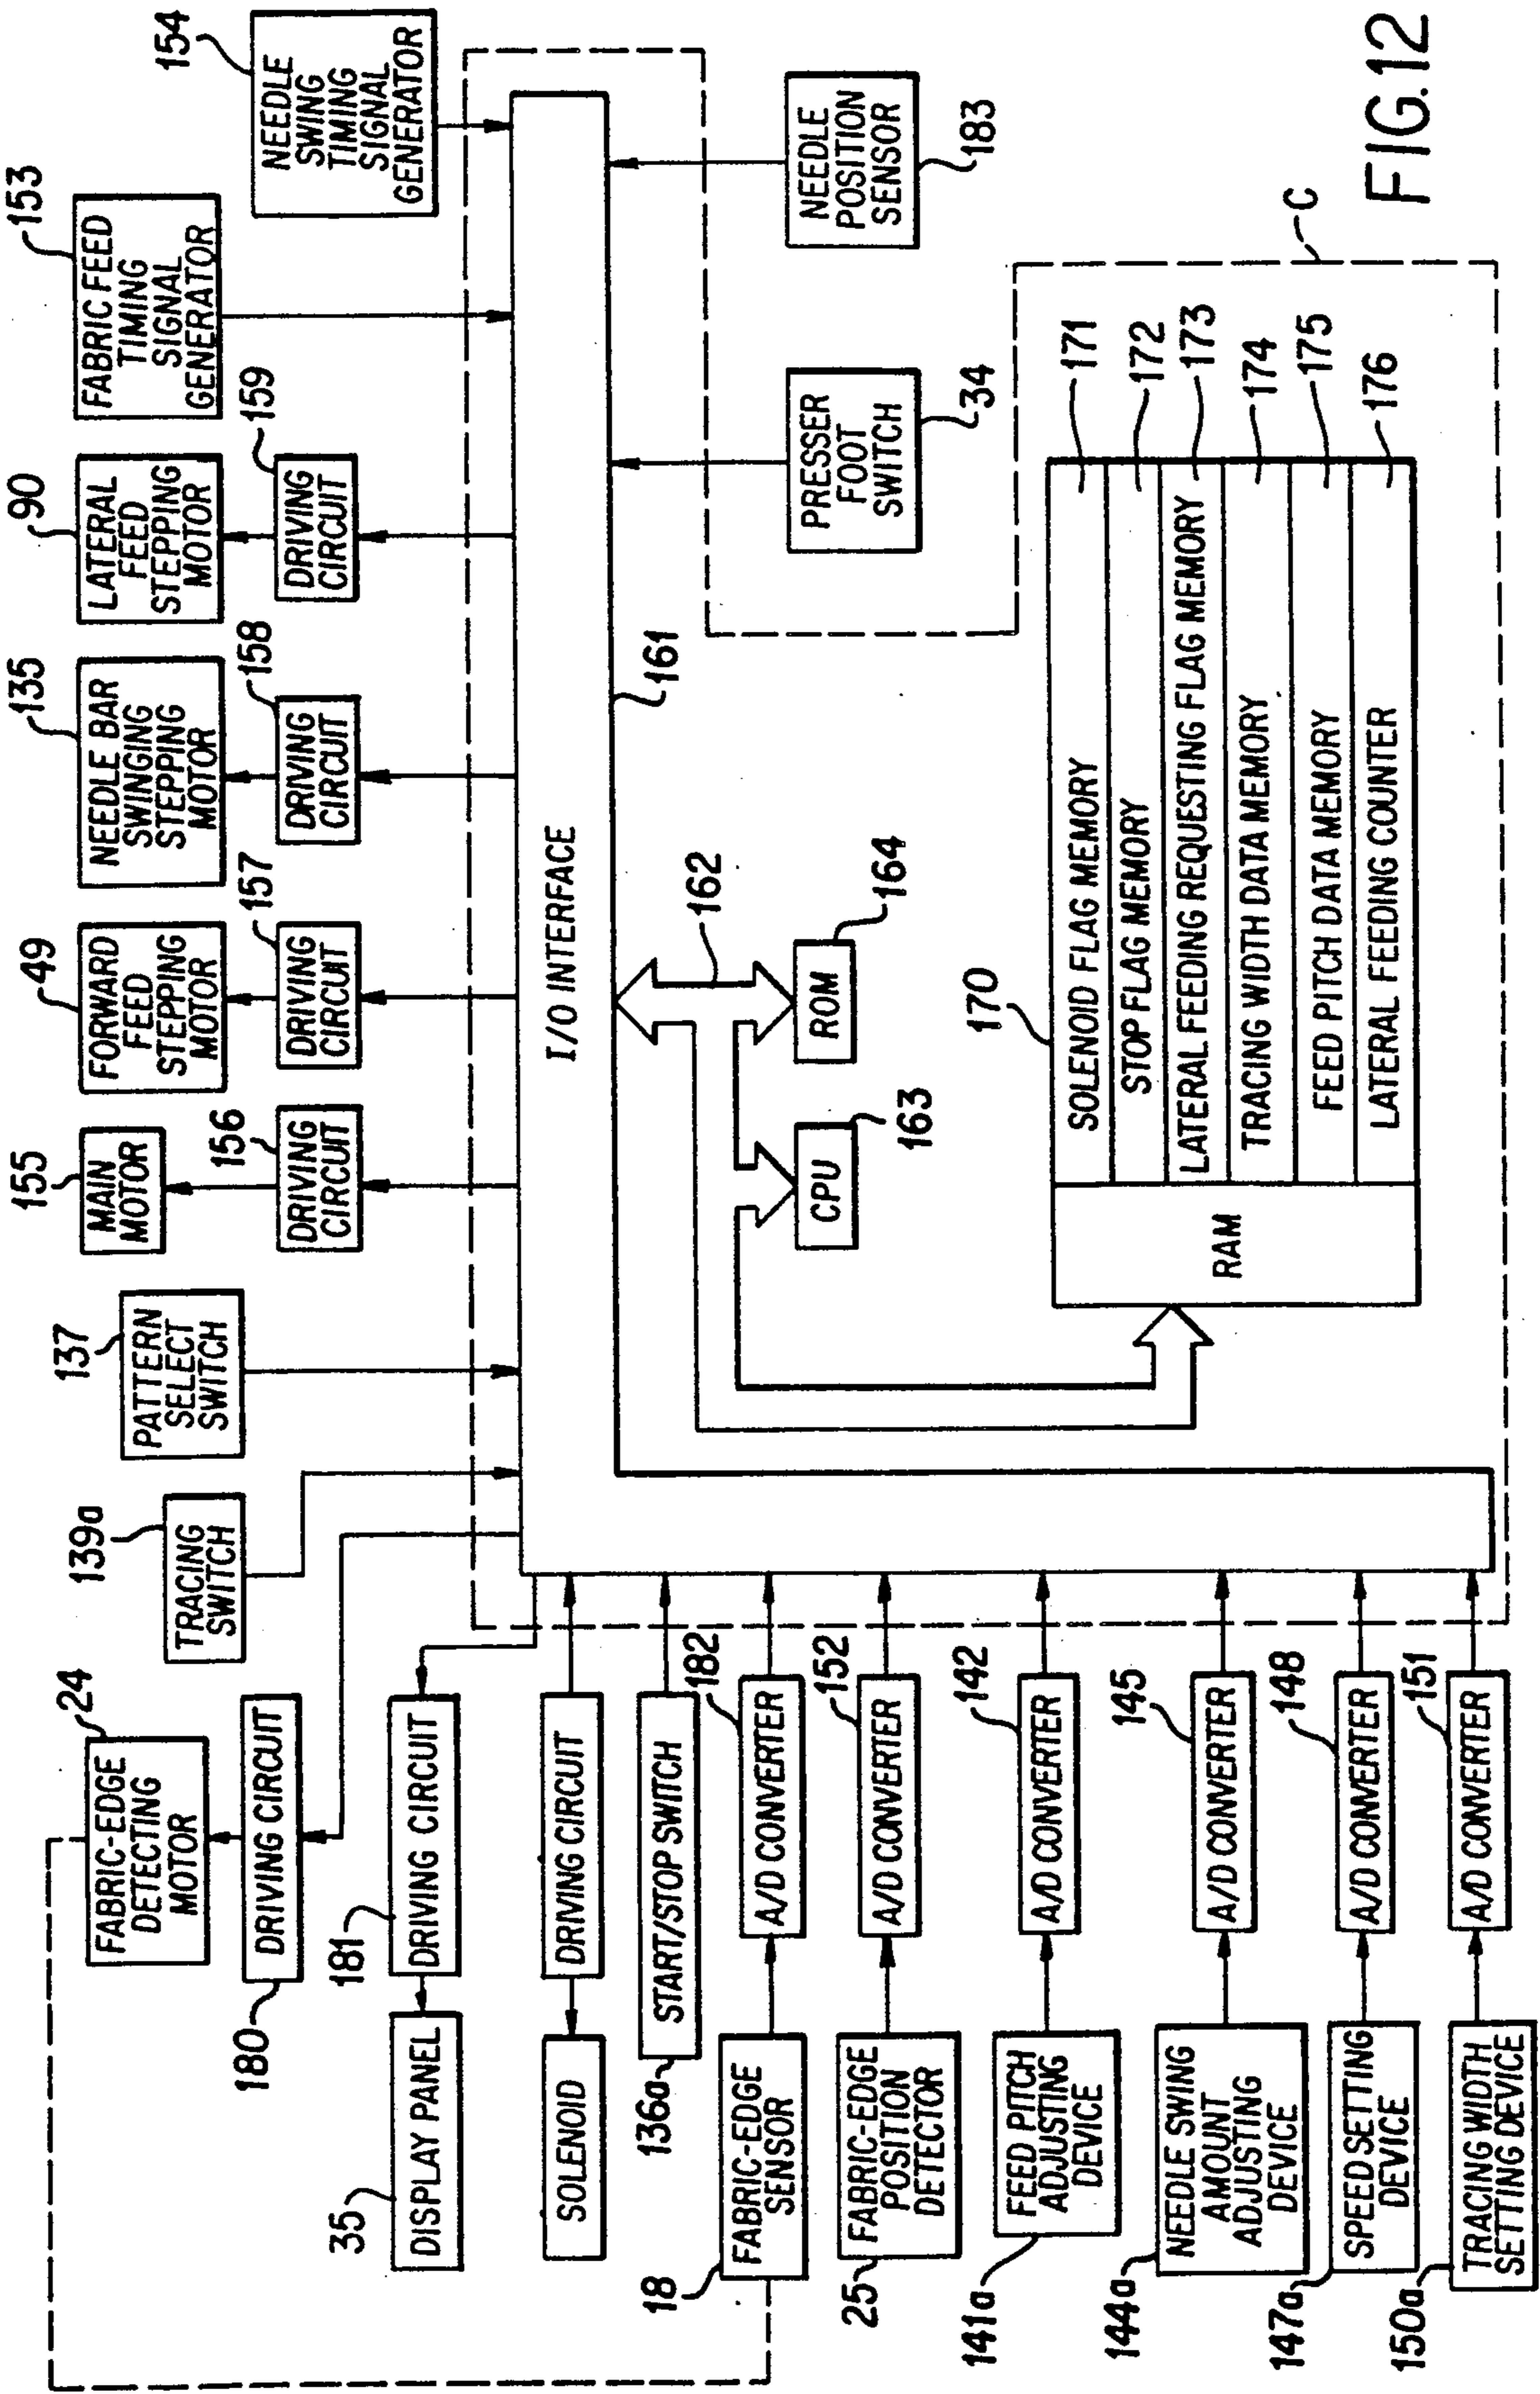 24
FABRIC-EDGE
DETECTING
MOTOR
DRIVING CIRCUIT
180
139a
TRACING
SWITCH
137
PATTERN
SELECT
SWITCH
155
MAIN
MOTOR
156
DRIVING
CIRCUIT
49
FORWARD
FEED
STEPPING
MOTOR
157
DRIVING
CIRCUIT
135
NEEDLE BAR
SWINGING
STEPPING
MOTOR
158
DRIVING
CIRCUIT
90
LATERAL
FEED
STEPPING
MOTOR
159
DRIVING
CIRCUIT
153
FABRIC FEED
TIMING
SIGNAL
GENERATOR
154
NEEDLE
SWING
TIMING
SIGNAL
GENERATOR
181
DRIVING CIRCUIT
35
DISPLAY PANEL
DRIVING CIRCUIT
SOLENOID
START/STOP SWITCH
136a
18
FABRIC-EDGE
SENSOR
182
A/D CONVERTER
25
FABRIC-EDGE
POSITION
DETECTOR
152
A/D CONVERTER
141a
FEED PITCH
ADJUSTING
DEVICE
142
A/D CONVERTER
144a
NEEDLE SWING
AMOUNT
ADJUSTING
DEVICE
145
A/D CONVERTER
147a
SPEED SETTING
DEVICE
148
A/D CONVERTER
150a
TRACING WIDTH
SETTING DEVICE
151
A/D CONVERTER
I/O INTERFACE
161
162
CPU
163
ROM
164
PRESSER
FOOT
SWITCH
34
NEEDLE
POSITION
SENSOR
183
170
RAM
SOLENOID FLAG MEMORY
171
STOP FLAG MEMORY
172
LATERAL FEEDING REQUESTING FLAG MEMORY
173
TRACING WIDTH DATA MEMORY
174
FEED PITCH DATA MEMORY
175
LATERAL FEEDING COUNTER
176
C
FIG.12